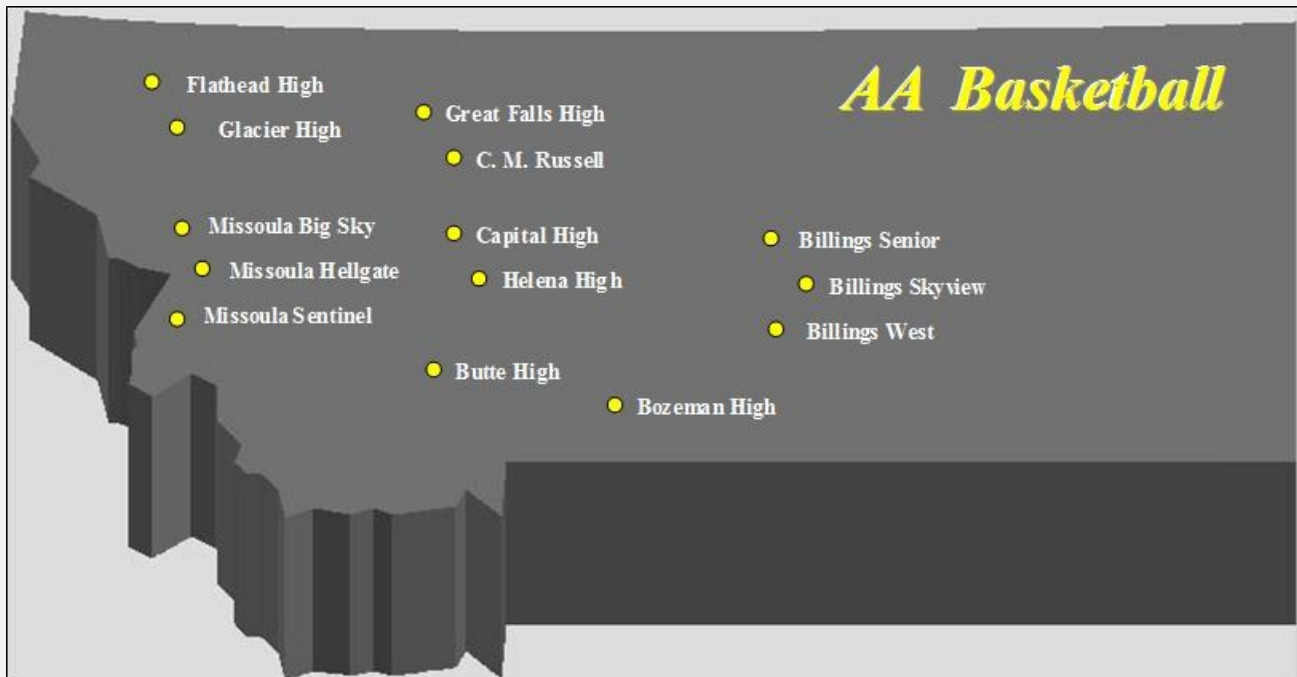 AA Basketball
Flathead High
Glacier High
Great Falls High
C. M. Russell
Missoula Big Sky
Missoula Hellgate
Missoula Sentinel
Capital High
Helena High
Billings Senior
Billings Skyview
Billings West
Butte High
Bozeman High